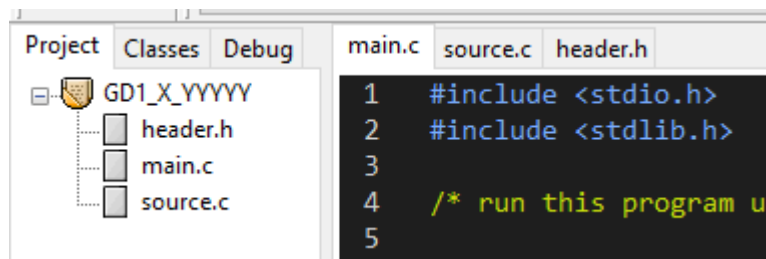 Project Classes Debug
GD1_X_YYYYY
header.h
main.c
source.c
main.c source.c header.h
1 #include <stdio.h>
2 #include <stdlib.h>
3
4 /* run this program u
5